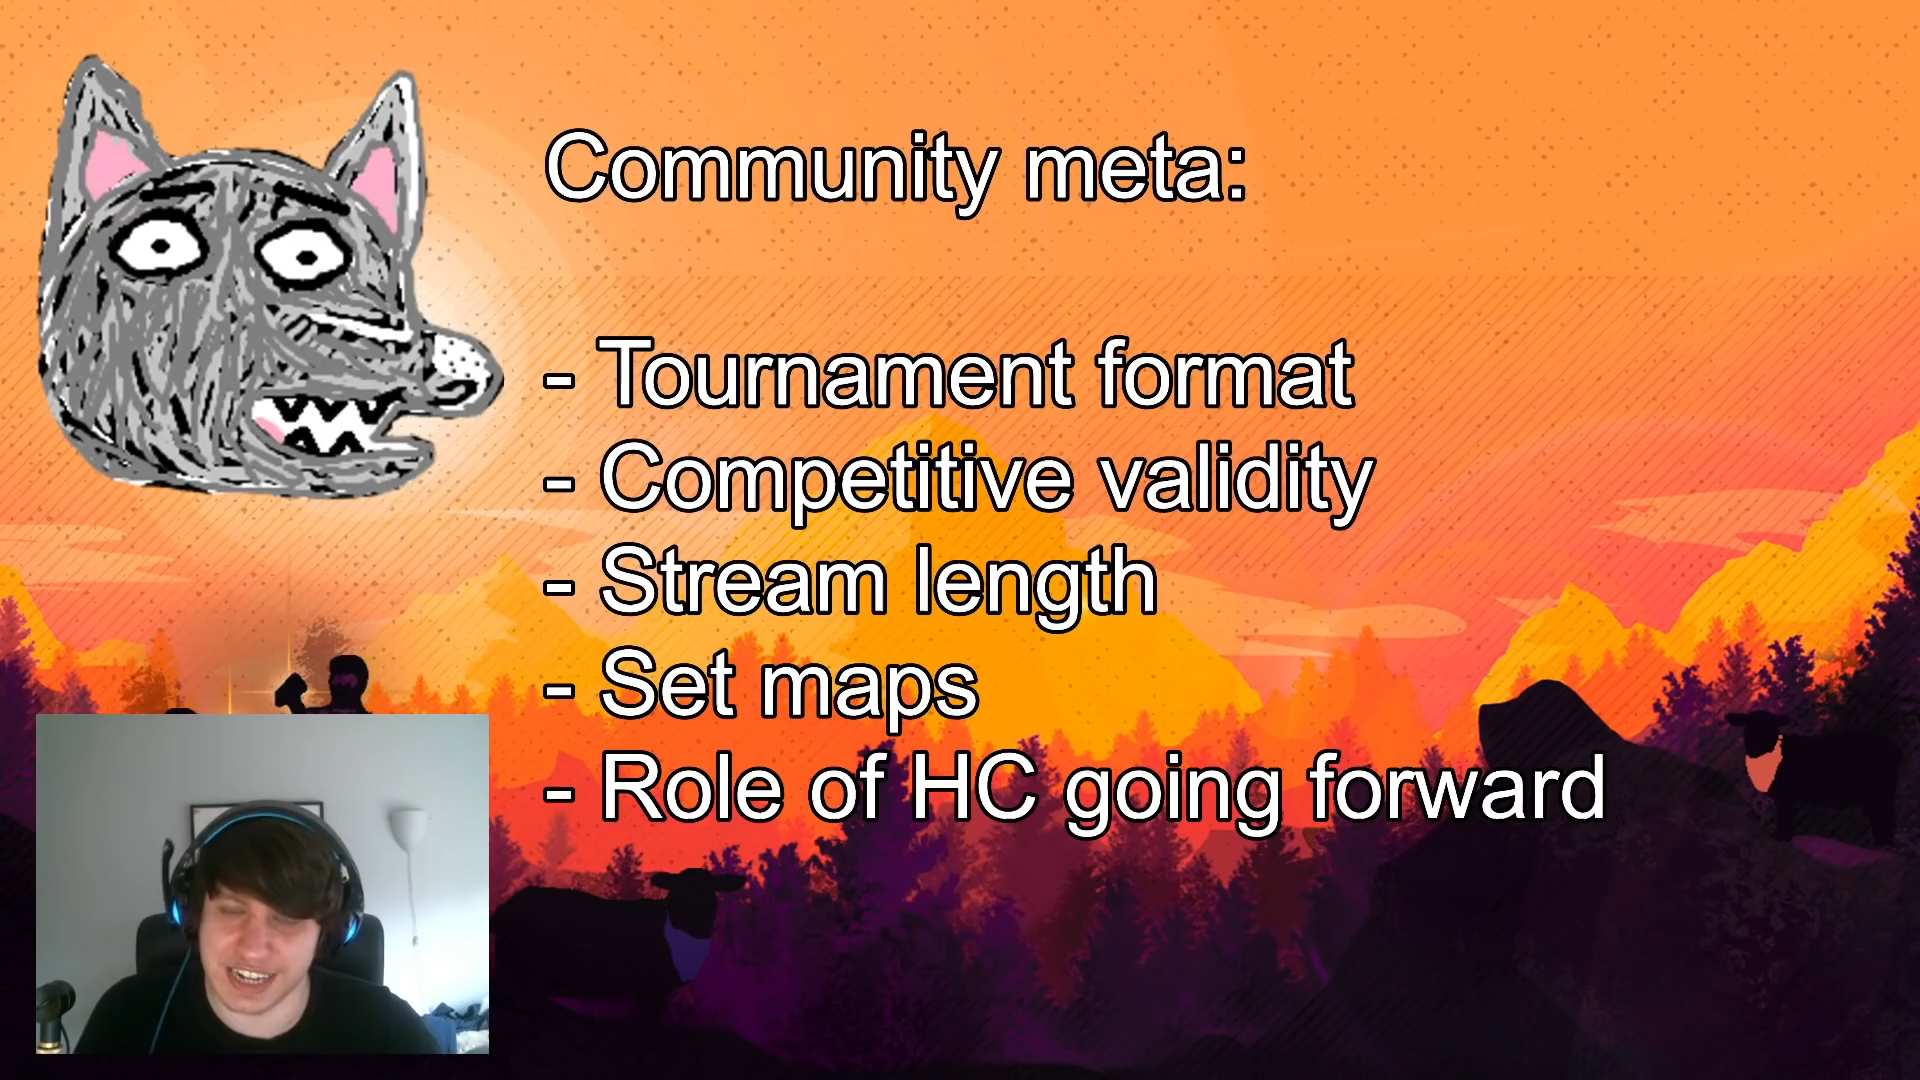 Community meta:
- Tournament format
- Competitive validity
- Stream length
- Set maps
- Role of HC going forward